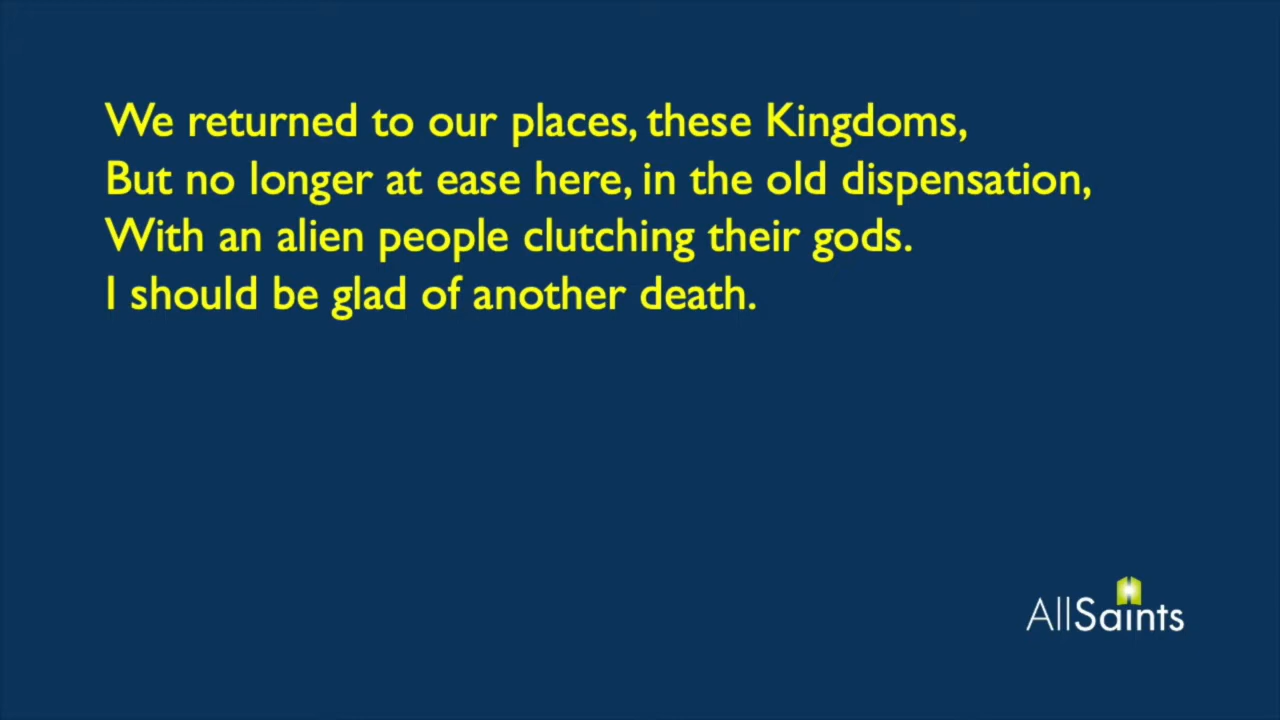 We returned to our places, these Kingdoms,
But no longer at ease here, in the old dispensation,
With an alien people clutching their gods.
I should be glad of another death.
AllSaints